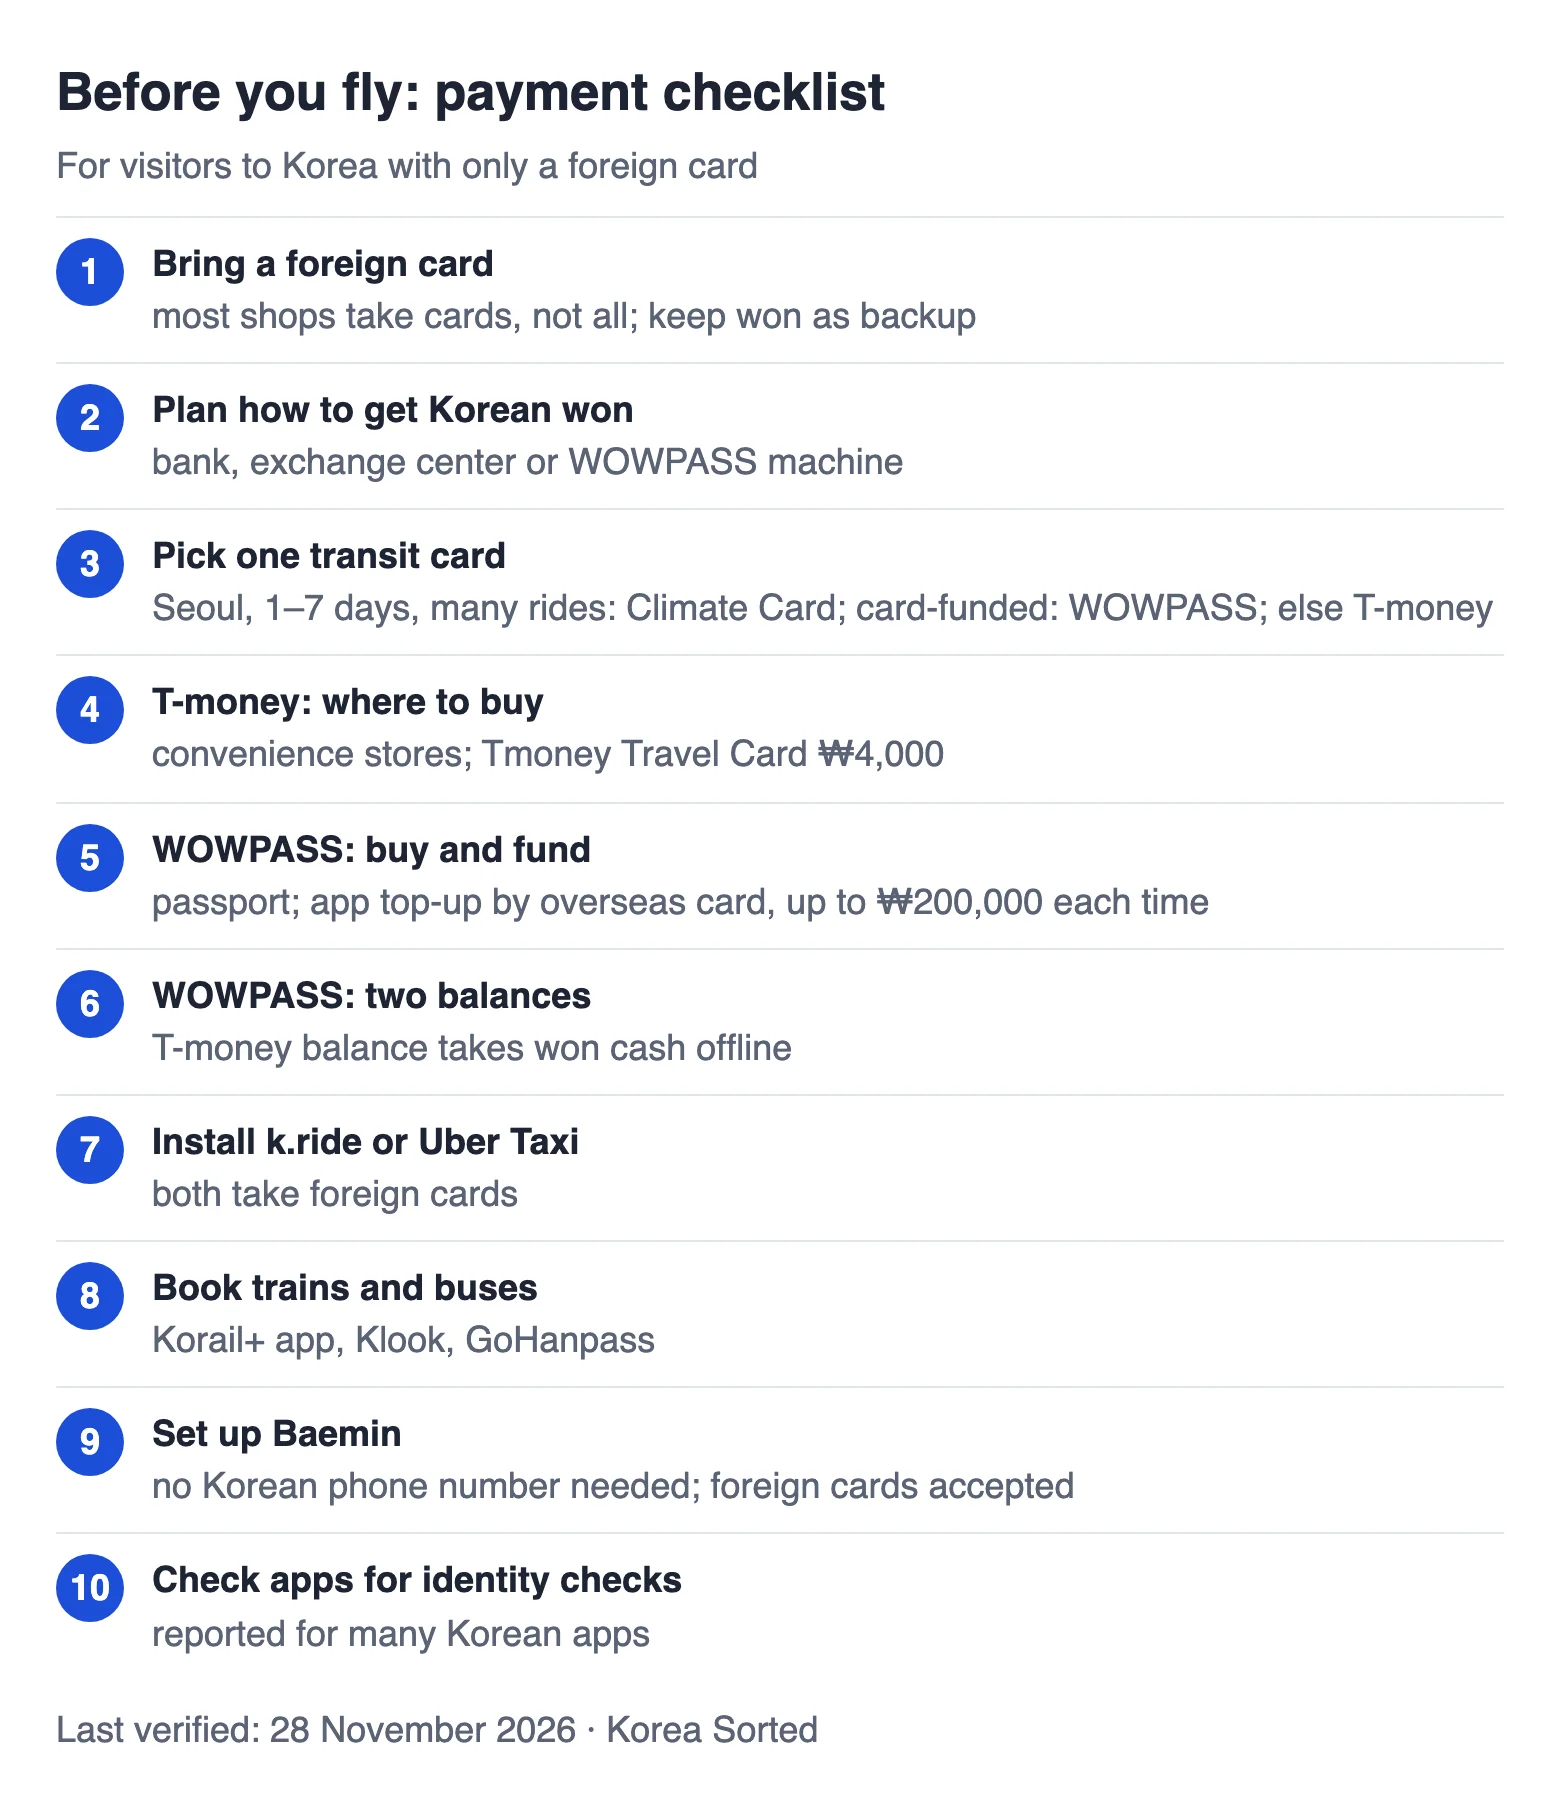 Before you fly: payment checklist
For visitors to Korea with only a foreign card
1
Bring a foreign card
most shops take cards, not all; keep won as backup
2
Plan how to get Korean won
bank, exchange center or WOWPASS machine
3
Pick one transit card
Seoul, 1–7 days, many rides: Climate Card; card-funded: WOWPASS; else T-money
4
T-money: where to buy
convenience stores; Tmoney Travel Card ₩4,000
5
WOWPASS: buy and fund
passport; app top-up by overseas card, up to ₩200,000 each time
6
WOWPASS: two balances
T-money balance takes won cash offline
7
Install k.ride or Uber Taxi
both take foreign cards
8
Book trains and buses
Korail+ app, Klook, GoHanpass
9
Set up Baemin
no Korean phone number needed; foreign cards accepted
10
Check apps for identity checks
reported for many Korean apps
Last verified: 28 November 2026 · Korea Sorted